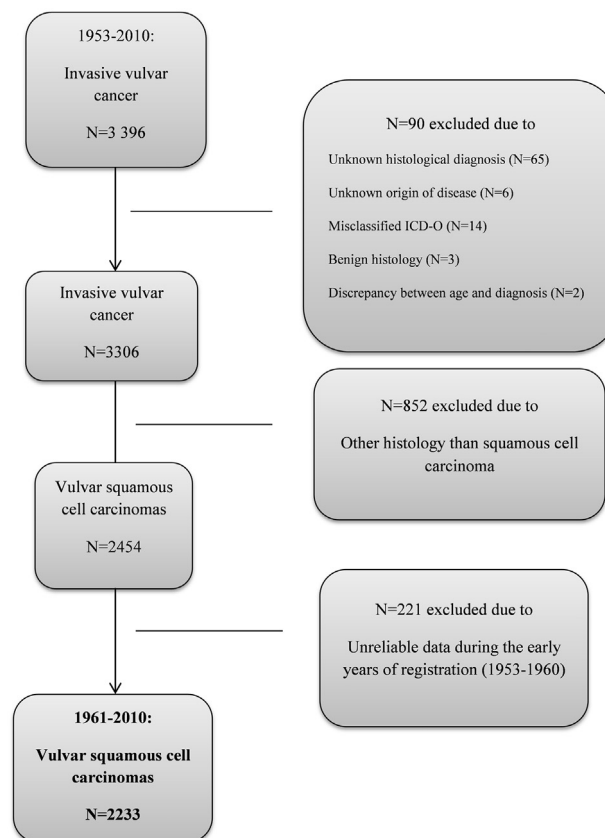 1953-2010:
Invasive vulvar
cancer
N=3 396
N=90 excluded due to
Unknown histological diagnosis (N=65)
Unknown origin of disease (N=6)
Misclassified ICD-O (N=14)
Benign histology (N=3)
Discrepancy between age and diagnosis (N=2)
Invasive vulvar
cancer
N=3306
N=852 excluded due to
Other histology than squamous cell
carcinoma
Vulvar squamous
cell carcinomas
N=2454
N=221 excluded due to
Unreliable data during the early
years of registration (1953-1960)
1961-2010:
Vulvar squamous cell
carcinomas
N=2233